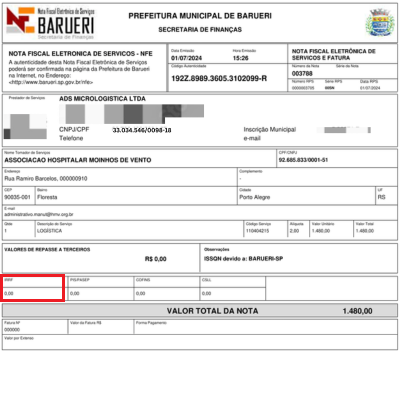 Nota Fiscal Eletrônica de Serviços
BARUERI
Secretaria de Finanças
PREFEITURA MUNICIPAL DE BARUERI
SECRETARIA DE FINANÇAS
NOTA FISCAL ELETRONICA DE SERVICOS - NFE
A autenticidade desta Nota Fiscal Eletrônica de Serviços
poderá ser confirmada na página da Prefeitura de Barueri
na Internet, no Endereço:
<http://www.barueri.sp.gov.br/nfe>
Data Emissão
Hora Emissão
01/07/2024
15:26
Código Autenticidade
192Z.8989.3605.3102099-R
NOTA FISCAL ELETRÔNICA DE
SERVICOS E FATURA
Número da Nota
Série da Nota
003788
Número RPS
Série RPS
Data RPS
01/07/2024
Prestador de Serviços
ADS MICROLOGISTICA LTDA
CNPJ/CPF
33.034.546/0098-18
Inscrição Municipal
Telefone
e-mail
Nome Tomador de Serviços
CPF/CNPJ
ASSOCIACAO HOSPITALAR MOINHOS DE VENTO
92.685.833/0001-51
Endereço
Complemento
Rua Ramiro Barcelos, 000000910
-
CEP
Bairro
Cidade
UF
90035-001
Floresta
Porto Alegre
RS
E-mail
Qtde
Descrição do Serviço
Código Serviço
Alíquota
Valor Unitário
Valor Total
1
LOGÍSTICA
110404215
2,00
1.480,00
1.480,00
VALORES DE REPASSE A TERCEIROS
R$ 0,00
Observações
ISSQN devido a: BARUERI-SP
IRRF
PIS/PASEP
COFINS
CSLL
0,00
0,00
0,00
0,00
VALOR TOTAL DA NOTA
1.480,00
Fatura Nº
Valor da Fatura R$
Forma Pagamento
000000
Valor por Extenso